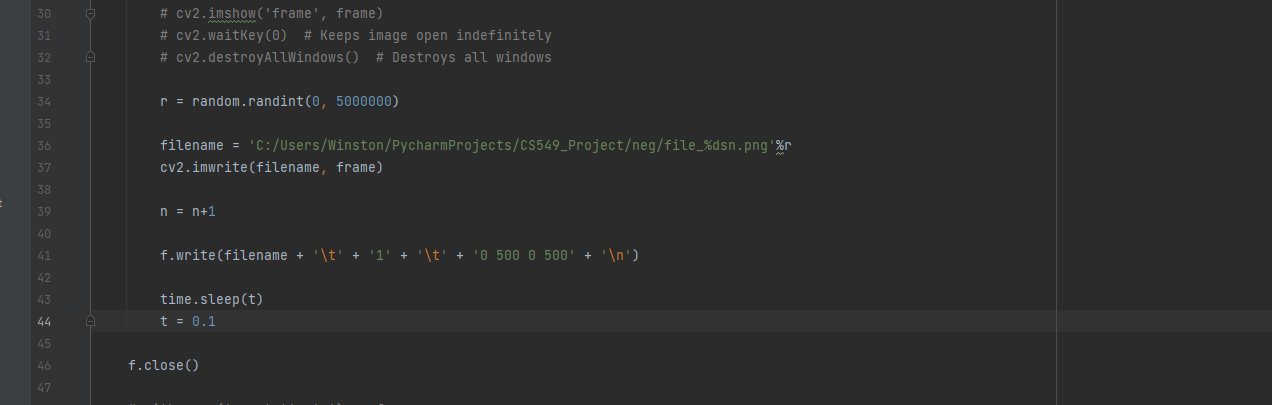 30 # cv2.imshow('frame', frame)
31 # cv2.waitKey(0)  # Keeps image open indefinitely
32 # cv2.destroyAllWindows()  # Destroys all windows
33
34 r = random.randint(0, 5000000)
35
36 filename = 'C:/Users/Winston/PycharmProjects/CS549_Project/neg/file_%dsn.png'%r
37 cv2.imwrite(filename, frame)
38
t
39 n = n+1
40
41 f.write(filename + '\t' + '1' + '\t' + '0 500 0 500' + '\n')
42
43 time.sleep(t)
44 t = 0.1
45
46 f.close()
47